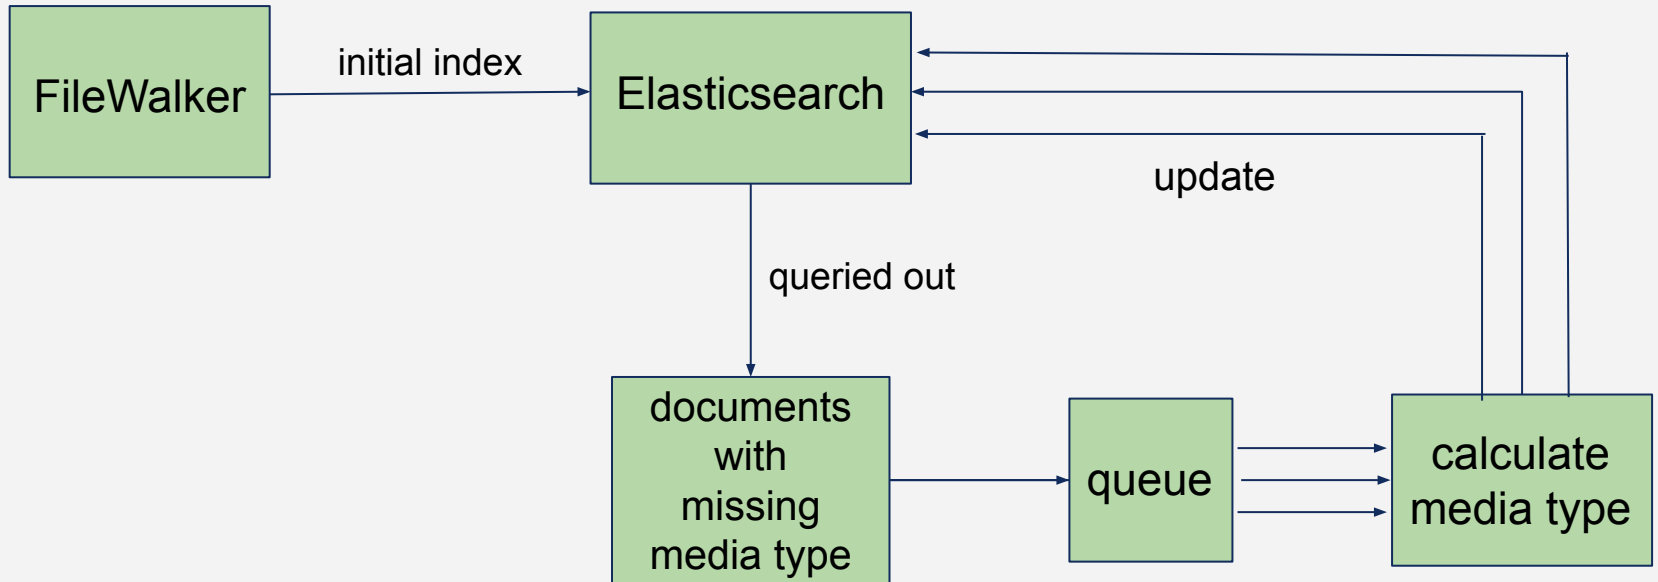 FileWalker
initial index
Elasticsearch
update
queried out
documents
with
missing
media type
queue
calculate
media type